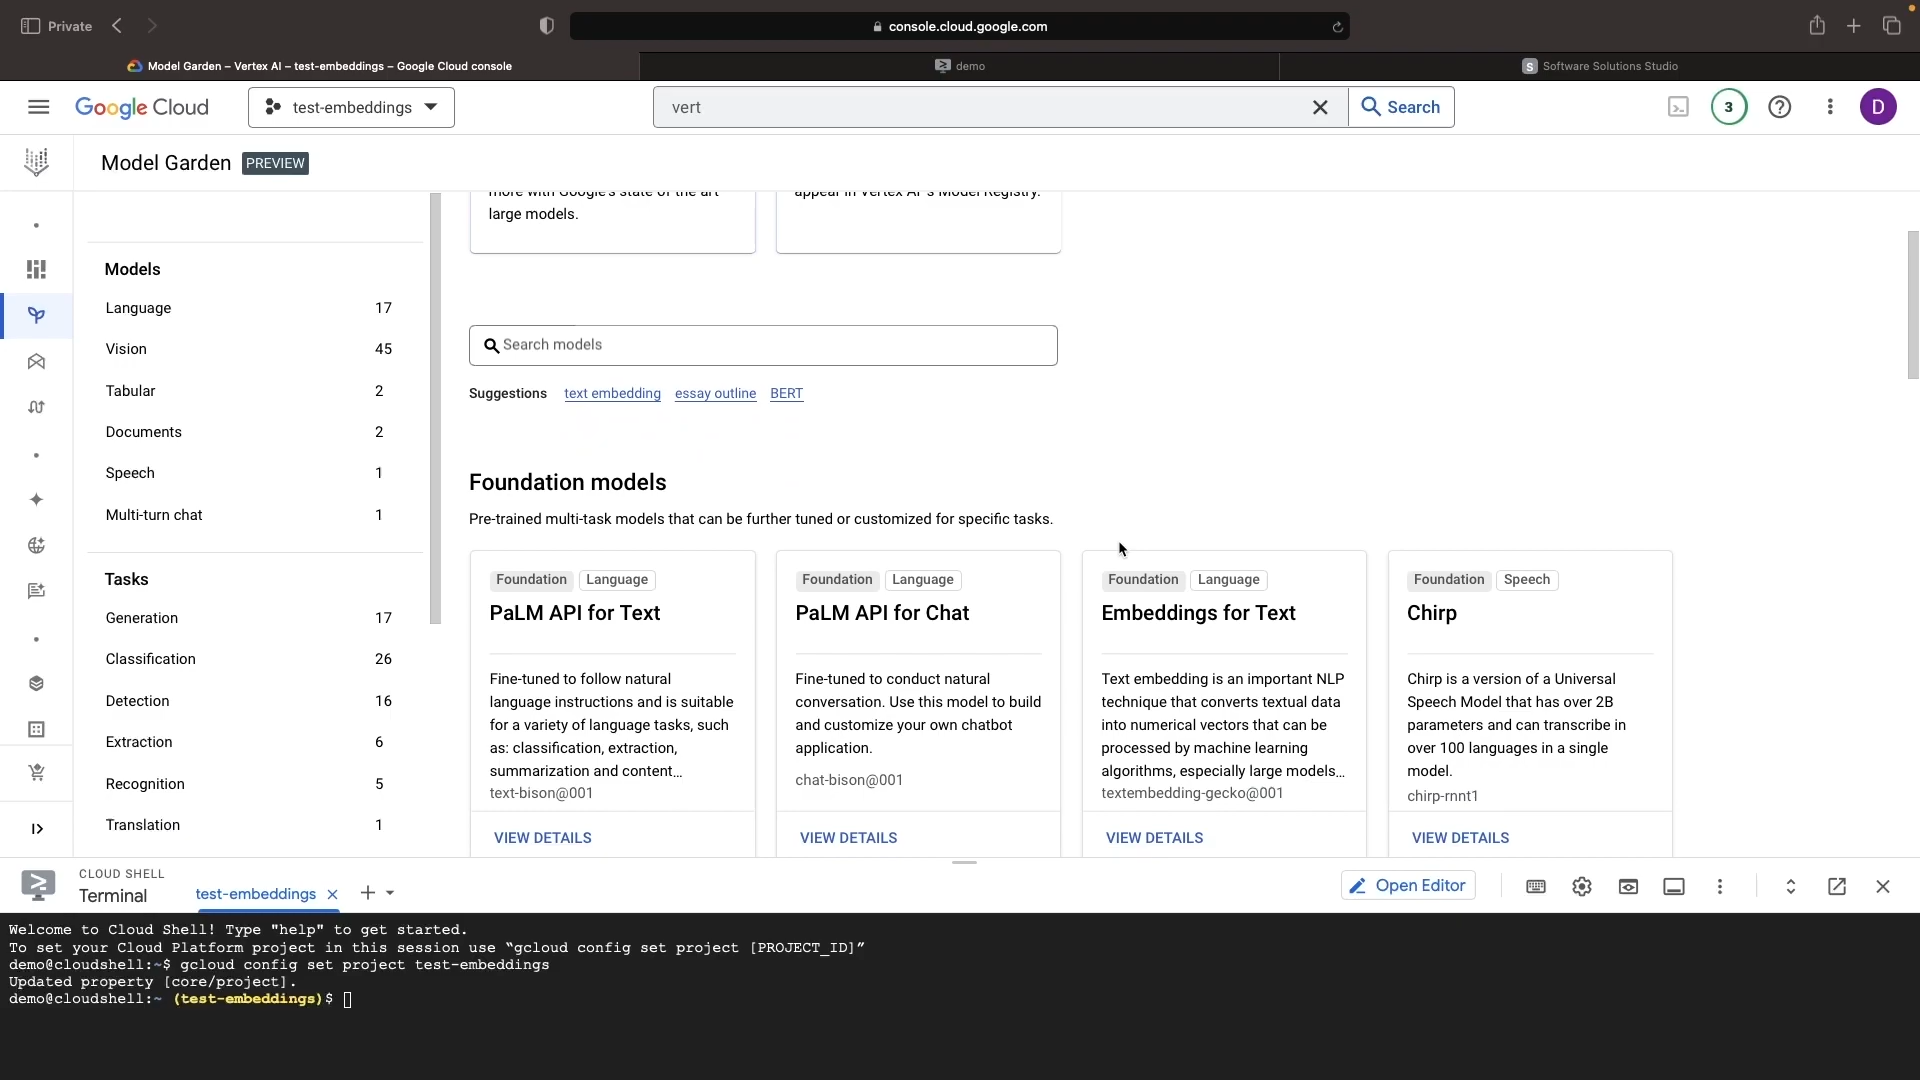 Private
console.cloud.google.com
Model Garden – Vertex AI – test-embeddings – Google Cloud console
demo
S Software Solutions Studio
Google Cloud
test-embeddings
vert
Search
3
D
Model Garden PREVIEW
large models.
appear in Vertex AI's Model Registry.
more with Google's state of the art
Models
Language 17
Vision 45
Tabular 2
Documents 2
Speech 1
Multi-turn chat 1
Tasks
Generation 17
Classification 26
Detection 16
Extraction 6
Recognition 5
Translation 1
Search models
Suggestions text embedding essay outline BERT
Foundation models
Pre-trained multi-task models that can be further tuned or customized for specific tasks.
Foundation Language
PaLM API for Text
Fine-tuned to follow natural
language instructions and is suitable
for a variety of language tasks, such
as: classification, extraction,
summarization and content...
text-bison@001
VIEW DETAILS
Foundation Language
PaLM API for Chat
Fine-tuned to conduct natural
conversation. Use this model to build
and customize your own chatbot
application.
chat-bison@001
VIEW DETAILS
Foundation Language
Embeddings for Text
Text embedding is an important NLP
technique that converts textual data
into numerical vectors that can be
processed by machine learning
algorithms, especially large models...
textembedding-gecko@001
VIEW DETAILS
Foundation Speech
Chirp
Chirp is a version of a Universal
Speech Model that has over 2B
parameters and can transcribe in
over 100 languages in a single
model.
chirp-rnnt1
VIEW DETAILS
CLOUD SHELL
Terminal
test-embeddings
Open Editor
Welcome to Cloud Shell! Type "help" to get started.
To set your Cloud Platform project in this session use “gcloud config set project [PROJECT_ID]”
demo@cloudshell:~$ gcloud config set project test-embeddings
Updated property [core/project].
demo@cloudshell:~ (test-embeddings)$